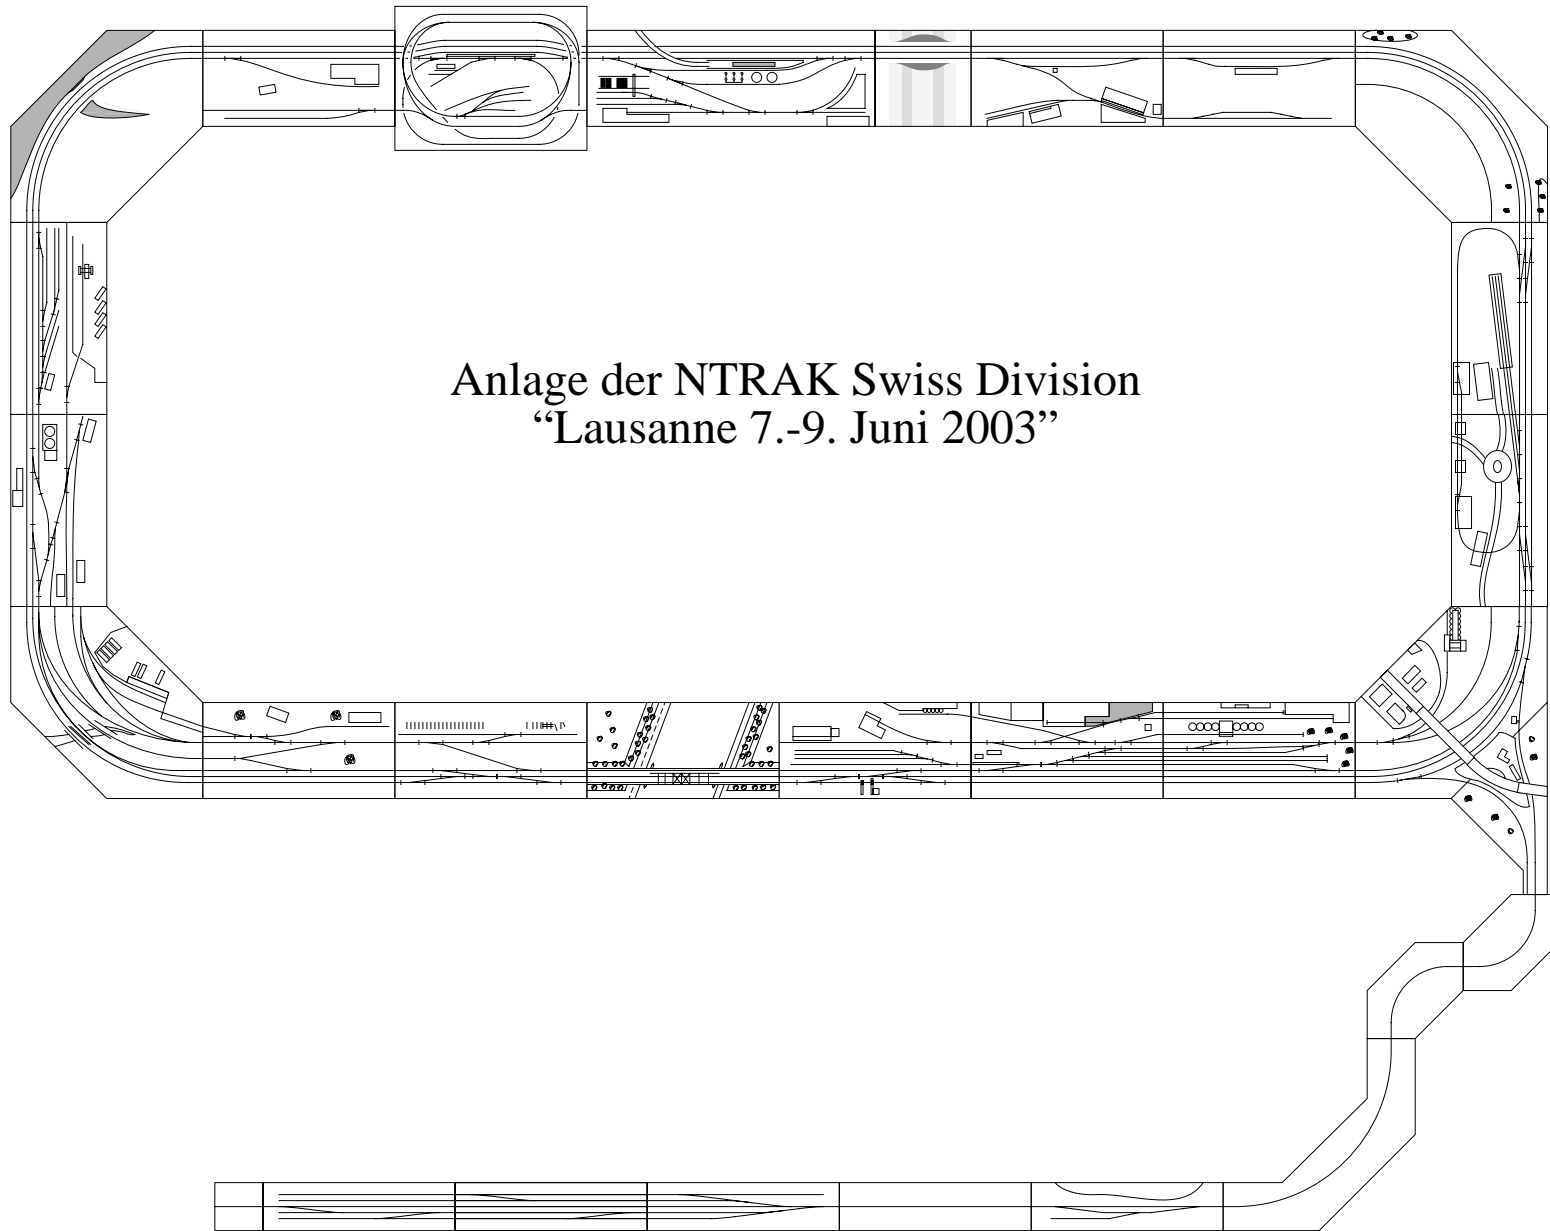 Anlage der NTRAK Swiss Division
“Lausanne 7.-9. Juni 2003”